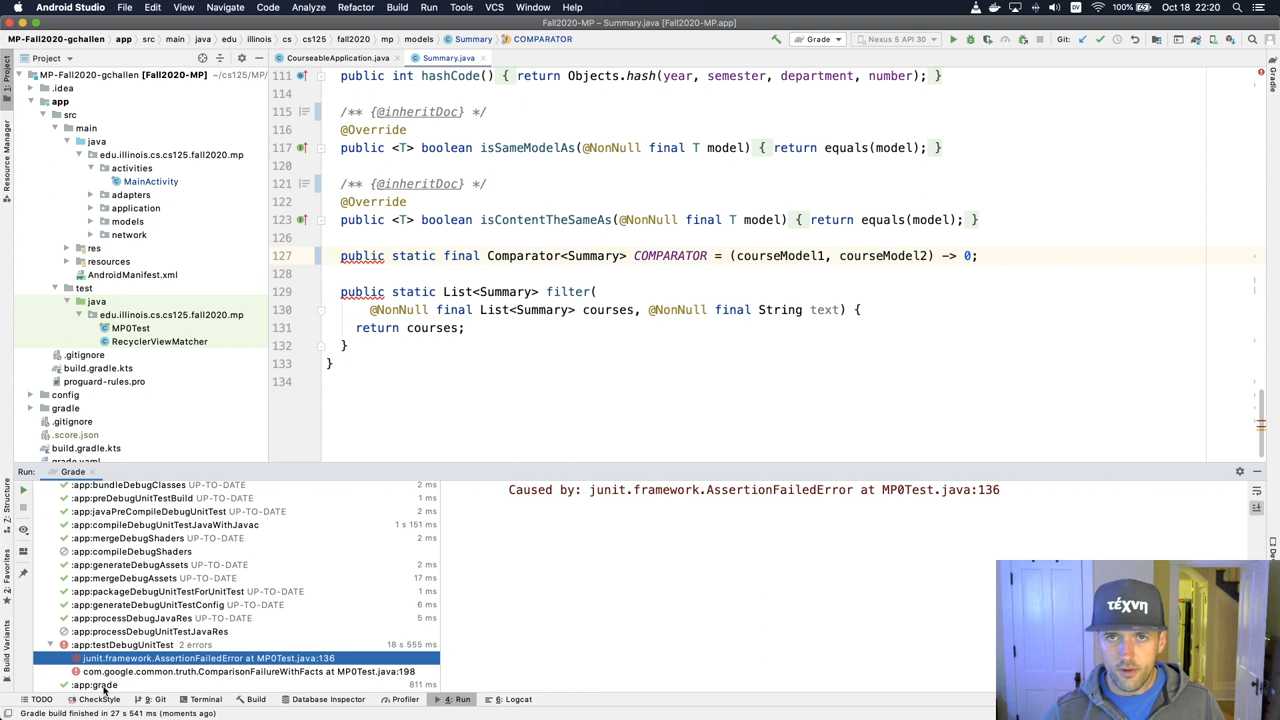 Android Studio File Edit View Navigate Code Analyze Refactor Build Run Tools VCS Window Help 100% Oct 18 22:20
Fall2020-MP – Summary.java [Fall2020-MP.app]
MP-Fall2020-gchallen app src main java edu illinois cs cs125 fall2020 mp models Summary COMPARATOR Grade Nexus 5 API 30 Git:
Project CourseableApplication.java Summary.java
MP-Fall2020-gchallen [Fall2020-MP] ~/cs125/MP/
.idea
app
src
main
java
edu.illinois.cs.cs125.fall2020.mp
activities
MainActivity
adapters
application
models
network
res
resources
AndroidManifest.xml
test
java
edu.illinois.cs.cs125.fall2020.mp
MP0Test
RecyclerViewMatcher
.gitignore
build.gradle.kts
proguard-rules.pro
config
gradle
.gitignore
.score.json
build.gradle.kts
grade.yaml
111 public int hashCode() { return Objects.hash(year, semester, department, number); }
114
115 /** {@inheritDoc} */
116 @Override
117 public <T> boolean isSameModelAs(@NonNull final T model) { return equals(model); }
120
121 /** {@inheritDoc} */
122 @Override
123 public <T> boolean isContentTheSameAs(@NonNull final T model) { return equals(model); }
126
127 public static final Comparator<Summary> COMPARATOR = (courseModel1, courseModel2) -> 0;
128
129 public static List<Summary> filter(
130 @NonNull final List<Summary> courses, @NonNull final String text) {
131 return courses;
132 }
133 }
134
1: Project
Resource Manager
Z: Structure
2: Favorites
Build Variants
Gradle
Run: Grade
:app:bundleDebugClasses UP-TO-DATE 2 ms
:app:preDebugUnitTestBuild UP-TO-DATE 1 ms
:app:javaPreCompileDebugUnitTest UP-TO-DATE 2 ms
:app:compileDebugUnitTestJavaWithJavac 1 s 151 ms
:app:mergeDebugShaders UP-TO-DATE 2 ms
:app:compileDebugShaders
:app:generateDebugAssets UP-TO-DATE 2 ms
:app:mergeDebugAssets UP-TO-DATE 17 ms
:app:packageDebugUnitTestForUnitTest UP-TO-DATE 1 ms
:app:generateDebugUnitTestConfig UP-TO-DATE 6 ms
:app:processDebugJavaRes UP-TO-DATE 5 ms
:app:processDebugUnitTestJavaRes
:app:testDebugUnitTest 2 errors 18 s 555 ms
junit.framework.AssertionFailedError at MP0Test.java:136
com.google.common.truth.ComparisonFailureWithFacts at MP0Test.java:198
:app:grade 811 ms
Caused by: junit.framework.AssertionFailedError at MP0Test.java:136
τέχνη
TODO CheckStyle 9: Git Terminal Build Database Inspector Profiler 4: Run 6: Logcat
Grade build finished in 27 s 541 ms (moments ago)